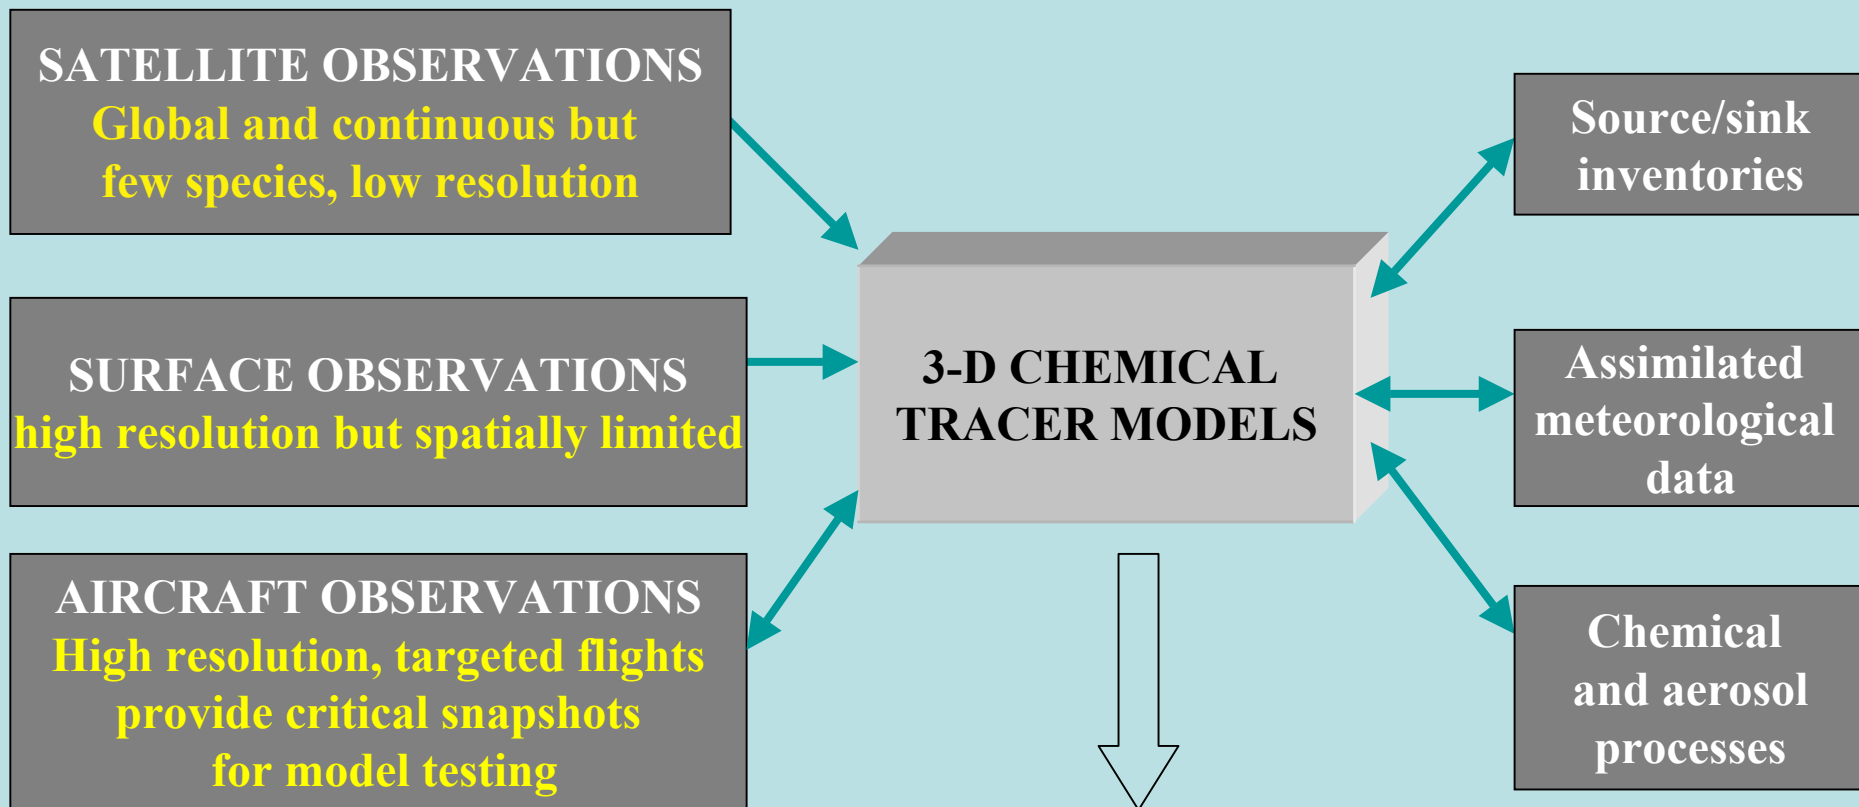 SATELLITE OBSERVATIONS
Global and continuous but
few species, low resolution
SURFACE OBSERVATIONS
high resolution but spatially limited
AIRCRAFT OBSERVATIONS
High resolution, targeted flights
provide critical snapshots
for model testing
3-D CHEMICAL
TRACER MODELS
Source/sink
inventories
Assimilated
meteorological
data
Chemical
and aerosol
processes